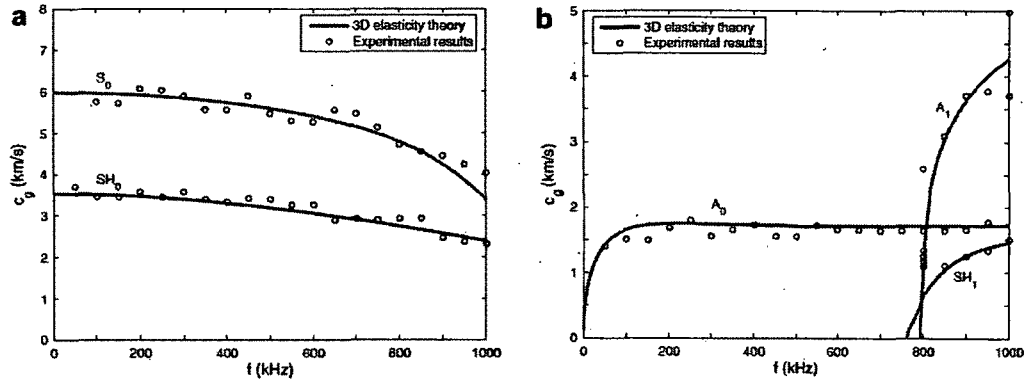 a
3D elasticity theory
Experimental results
S0
SH0
8
7
6
5
4
3
2
1
0
0 200 400 600 800 1000
f (kHz)
cg (km/s)
b
3D elasticity theory
Experimental results
A1
A0
SH1
5
4
3
2
1
0
0 200 400 600 800 1000
f (kHz)
cg (km/s)